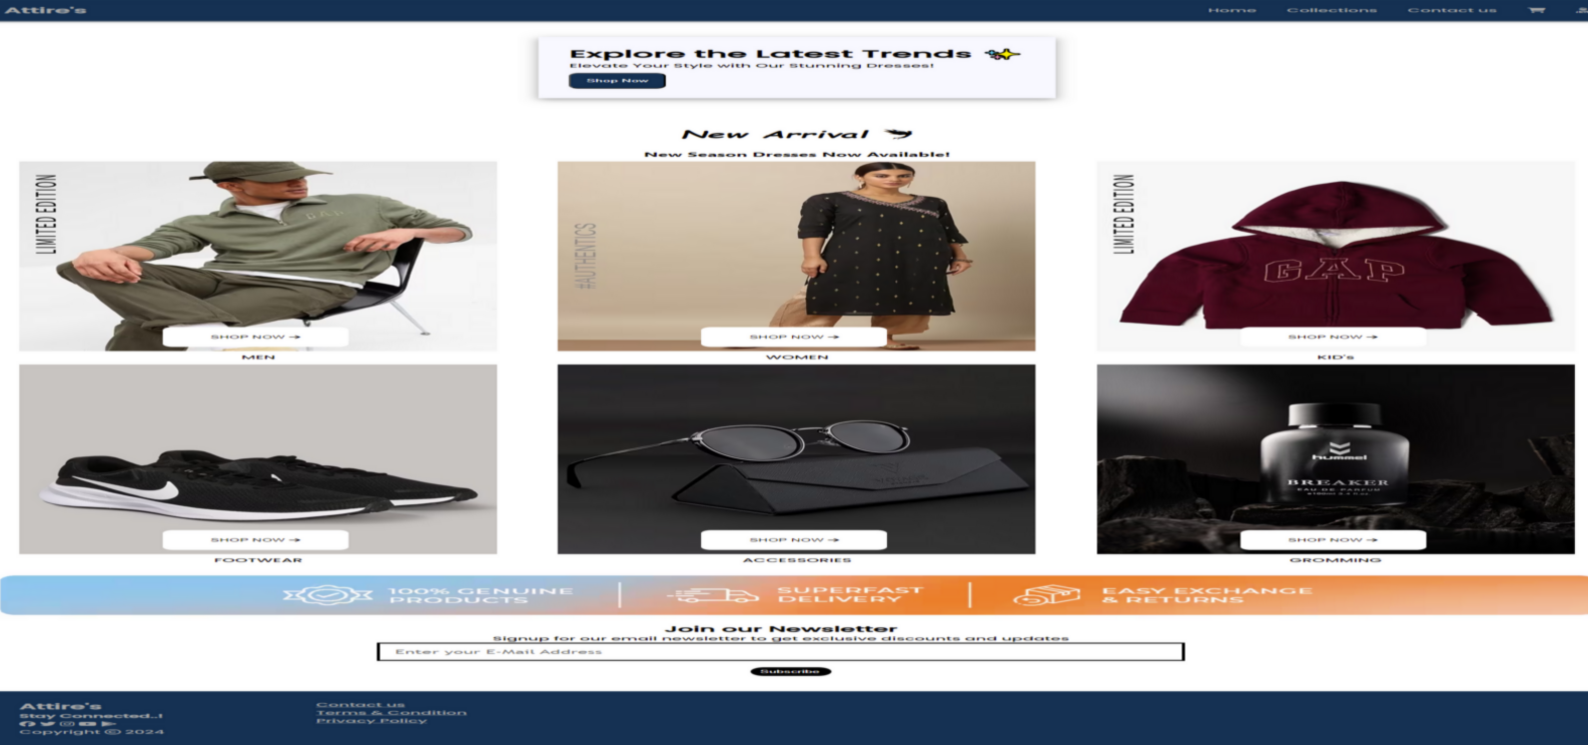 Attire's
Home
Collections
Contact us
Explore the Latest Trends
Elevate Your Style with Our Stunning Dresses!
Shop Now
New Arrival
New Season Dresses Now Available!
LIMITED EDITION
GAP
SHOP NOW →
MEN
#AUTHENTICS
SHOP NOW →
WOMEN
LIMITED EDITION
GAP
SHOP NOW →
KID's
SHOP NOW →
FOOTWEAR
SHOP NOW →
ACCESSORIES
hummel
BREAKER
EAU DE PARFUM
SHOP NOW →
GROMMING
100% GENUINE
PRODUCTS
SUPERFAST
DELIVERY
EASY EXCHANGE
& RETURNS
Join our Newsletter
Signup for our email newsletter to get exclusive discounts and updates
Enter your E-Mail Address
Subscribe
Attire's
Stay Connected..!
Copyright © 2024
Contact us
Terms & Condition
Privacy Policy